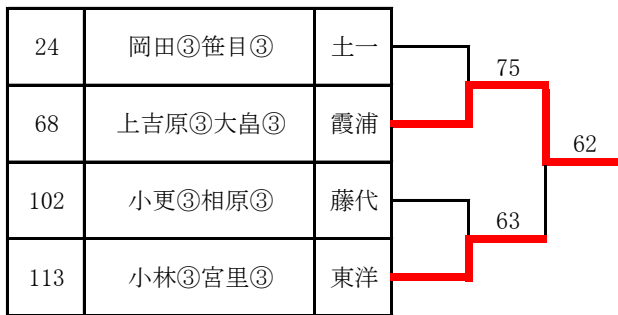 24 岡田③笹目③ 土一
75
68 上吉原③大畠③ 霞浦
62
102 小更③相原③ 藤代
63
113 小林③宮里③ 東洋